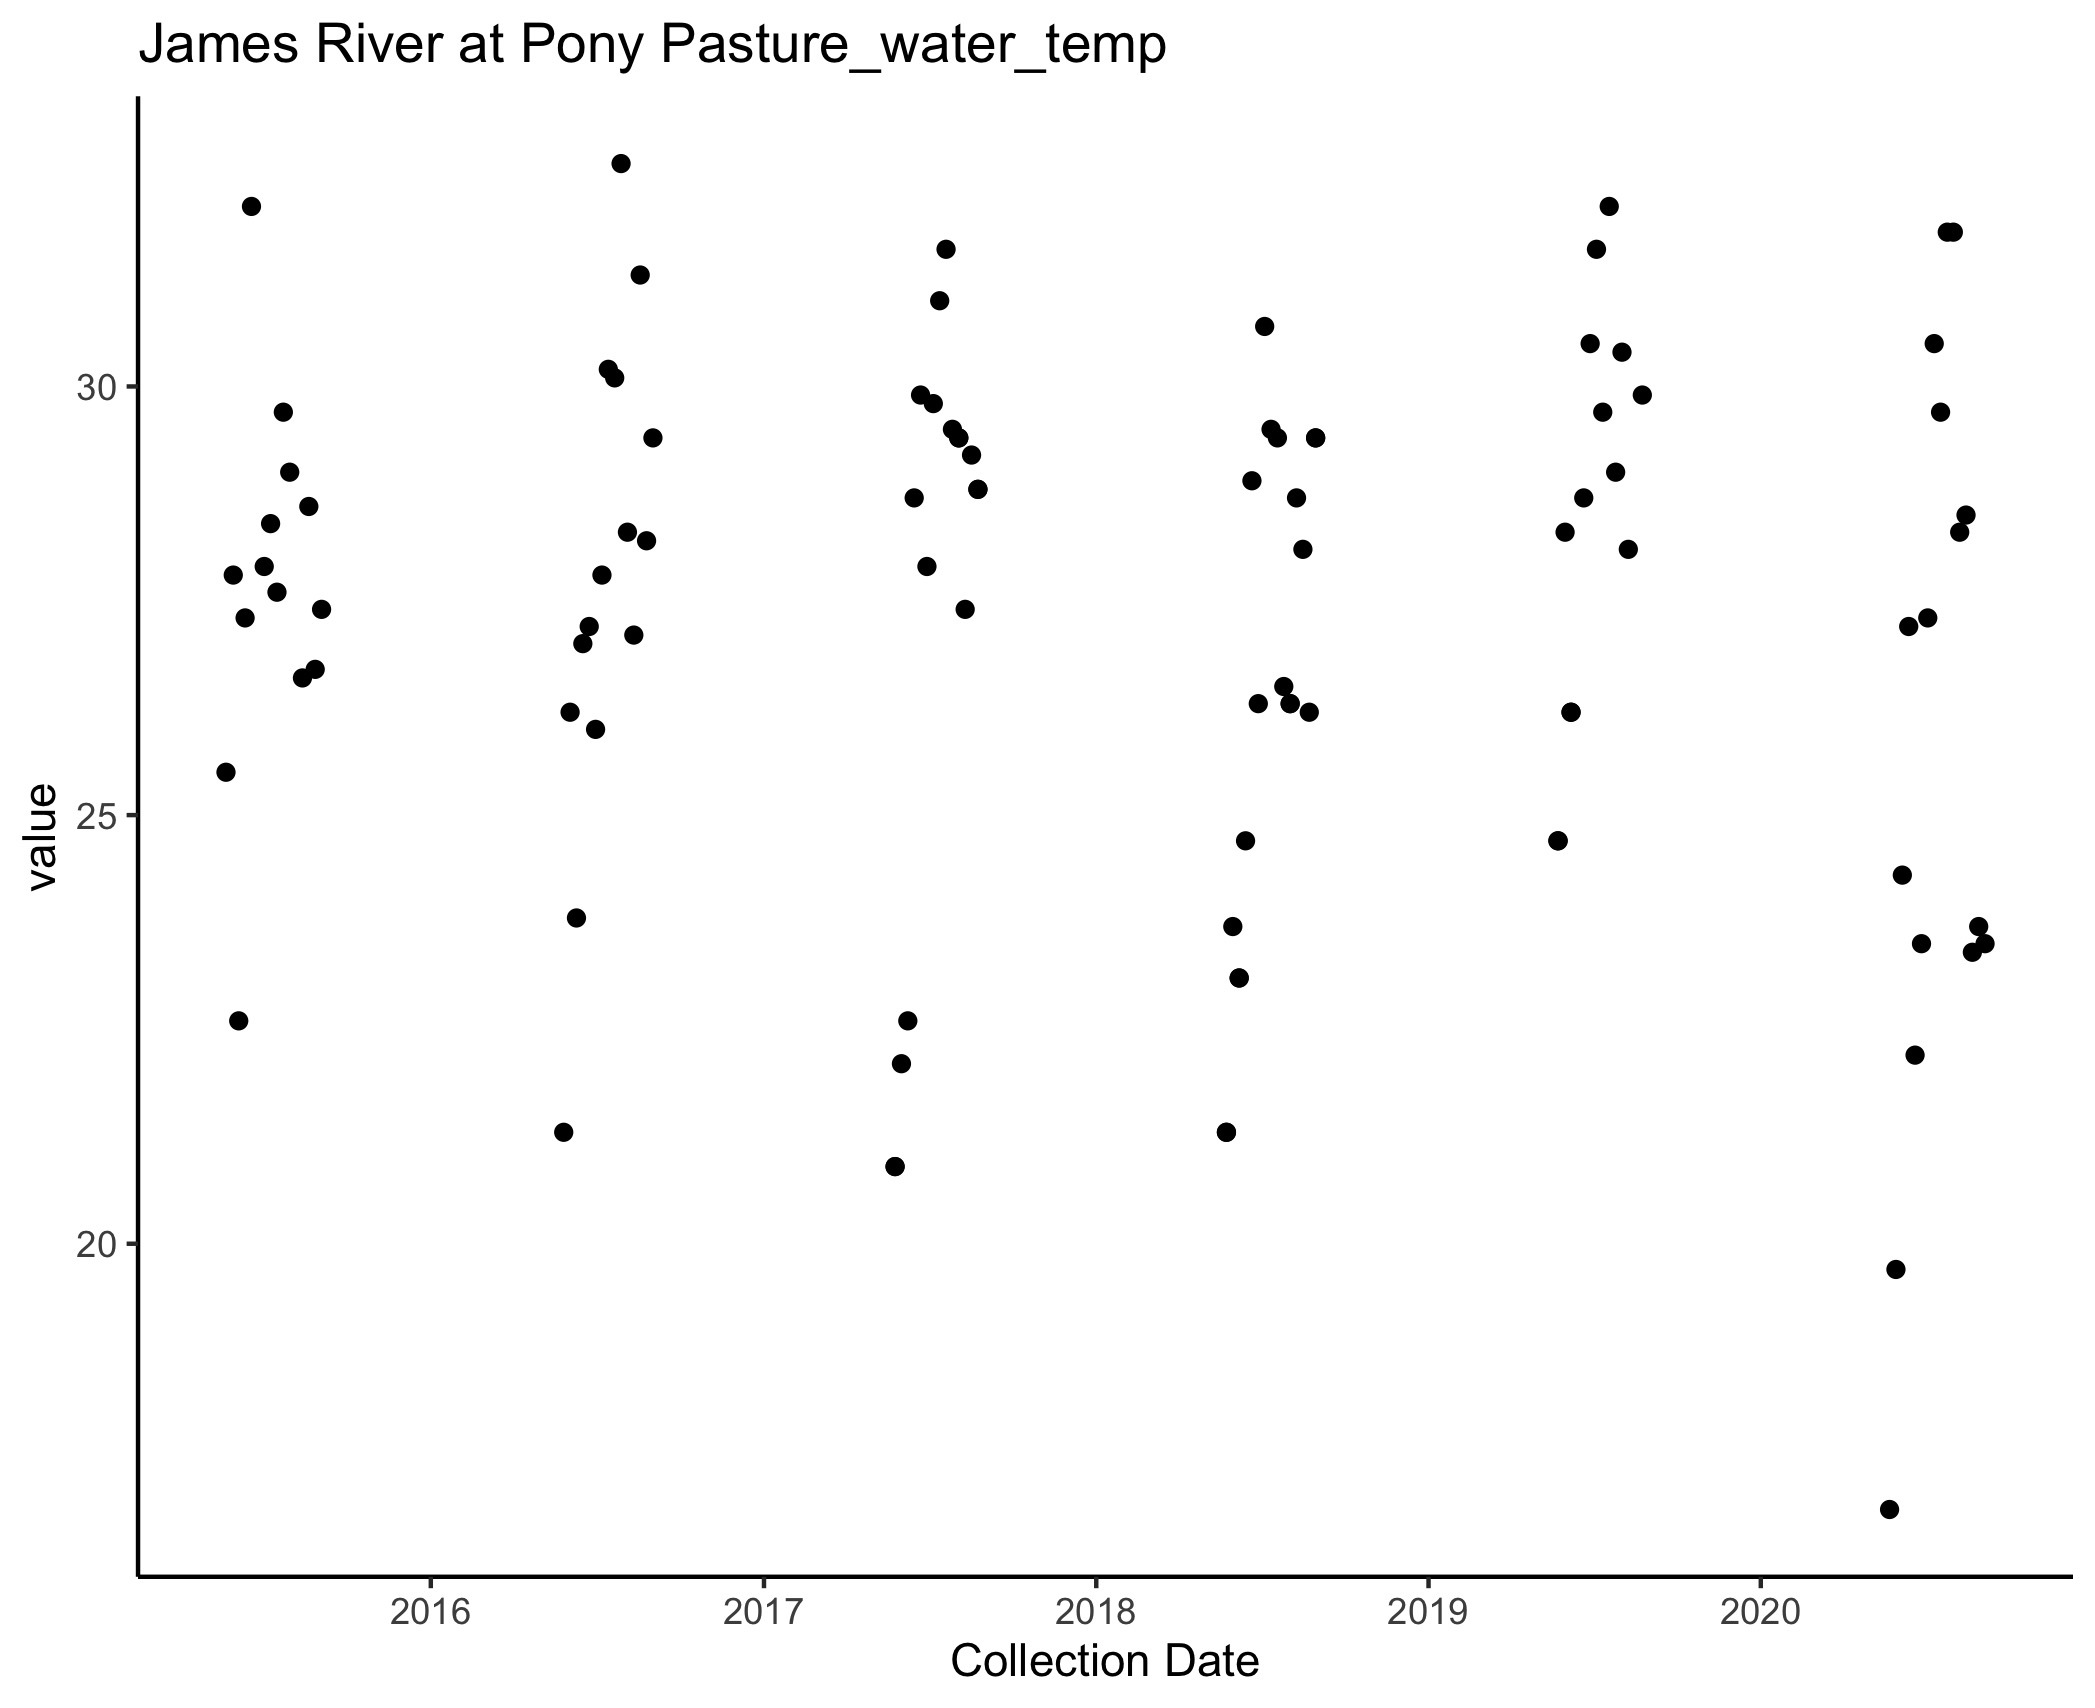 James River at Pony Pasture_water_temp
value
30
25
20
2016 2017 2018 2019 2020
Collection Date